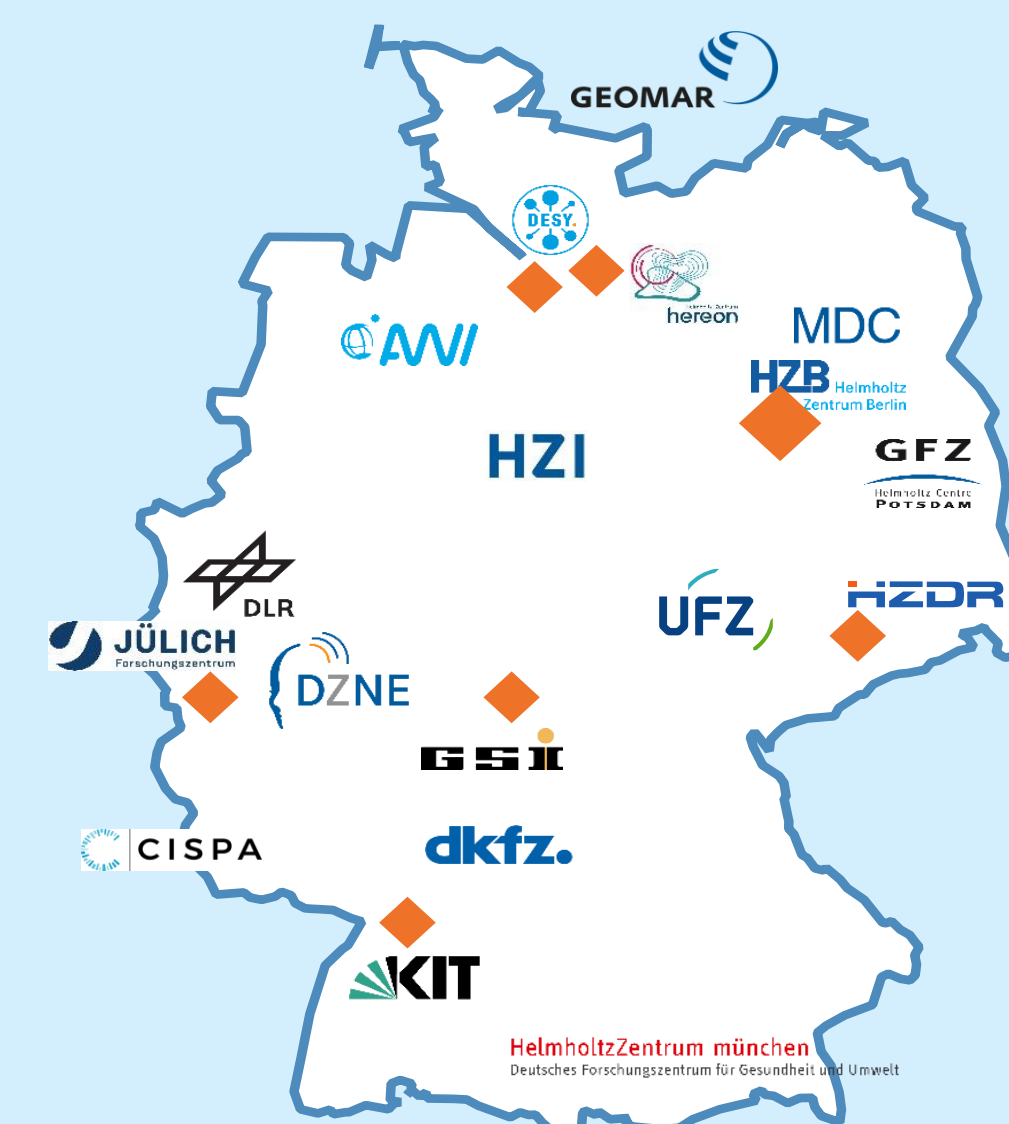 GEOMAR
DESY.
hereon
AWI
MDC
HZB Helmholtz
Zentrum Berlin
HZI
GFZ
Helmholtz Centre
POTSDAM
DLR
UFZ
HZDR
JÜLICH
Forschungszentrum
DZNE
GSI
CISPA
dkfz.
KIT
HelmholtzZentrum münchen
Deutsches Forschungszentrum für Gesundheit und Umwelt